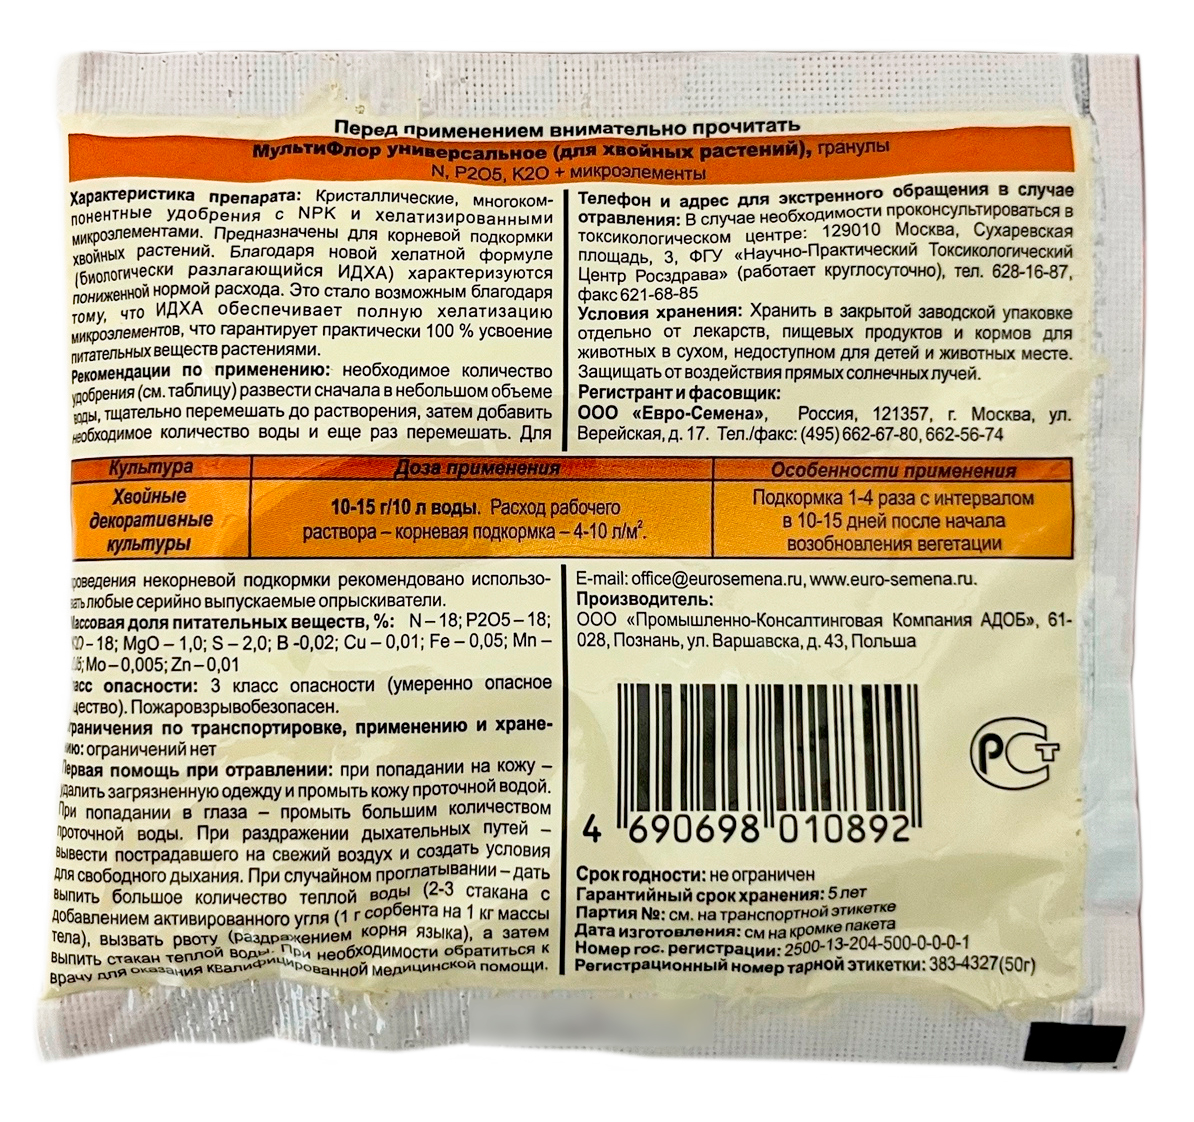 Перед применением внимательно прочитать
МультиФлор универсальное (для хвойных растений), гранулы
N, P2O5, K2O + микроэлементы
Характеристика препарата: Кристаллические, многоком-
понентные удобрения с NPK и хелатизированными
микроэлементами. Предназначены для корневой подкормки
хвойных растений. Благодаря новой хелатной формуле
(биологически разлагающийся ИДХА) характеризуются
пониженной нормой расхода. Это стало возможным благодаря
тому, что ИДХА обеспечивает полную хелатизацию
микроэлементов, что гарантирует практически 100 % усвоение
питательных веществ растениями.
Рекомендации по применению: необходимое количество
удобрения (см. таблицу) развести сначала в небольшом объеме
воды, тщательно перемешать до растворения, затем добавить
необходимое количество воды и еще раз перемешать. Для
Телефон и адрес для экстренного обращения в случае
отравления: В случае необходимости проконсультироваться в
токсикологическом центре: 129010 Москва, Сухаревская
площадь, 3, ФГУ «Научно-Практический Токсикологический
Центр Росздрава» (работает круглосуточно), тел. 628-16-87,
факс 621-68-85
Условия хранения: Хранить в закрытой заводской упаковке
отдельно от лекарств, пищевых продуктов и кормов для
животных в сухом, недоступном для детей и животных месте.
Защищать от воздействия прямых солнечных лучей.
Регистрант и фасовщик:
ООО «Евро-Семена», Россия, 121357, г. Москва, ул.
Верейская, д. 17. Тел./факс: (495) 662-67-80, 662-56-74
Культура Доза применения Особенности применения
Хвойные декоративные культуры
10-15 г/10 л воды. Расход рабочего
раствора – корневая подкормка – 4-10 л/м².
Подкормка 1-4 раза с интервалом
в 10-15 дней после начала
возобновления вегетации
проведения некорневой подкормки рекомендовано использо-
вать любые серийно выпускаемые опрыскиватели.
Массовая доля питательных веществ, %: N – 18; P2O5 – 18;
K2O – 18; MgO – 1,0; S – 2,0; B -0,02; Cu – 0,01; Fe – 0,05; Mn –
Mo – 0,005; Zn – 0,01
класс опасности: 3 класс опасности (умеренно опасное
вещество). Пожаровзрывобезопасен.
Ограничения по транспортировке, применению и хране-
нию: ограничений нет
Первая помощь при отравлении: при попадании на кожу –
удалить загрязненную одежду и промыть кожу проточной водой.
При попадании в глаза – промыть большим количеством
проточной воды. При раздражении дыхательных путей –
вывести пострадавшего на свежий воздух и создать условия
для свободного дыхания. При случайном проглатывании – дать
выпить большое количество теплой воды (2-3 стакана с
добавлением активированного угля (1 г сорбента на 1 кг массы
тела), вызвать рвоту (раздражением корня языка), а затем
выпить стакан теплой воды. При необходимости обратиться к
врачу для оказания квалифицированной медицинской помощи.
E-mail: office@eurosemena.ru, www.euro-semena.ru.
Производитель:
ООО «Промышленно-Консалтинговая Компания АДОБ», 61-
028, Познань, ул. Варшавска, д. 43, Польша
РСТ
4 690698 010892
Срок годности: не ограничен
Гарантийный срок хранения: 5 лет
Партия №: см. на транспортной этикетке
Дата изготовления: см на кромке пакета
Номер гос. регистрации: 2500-13-204-500-0-0-0-1
Регистрационный номер тарной этикетки: 383-4327(50г)